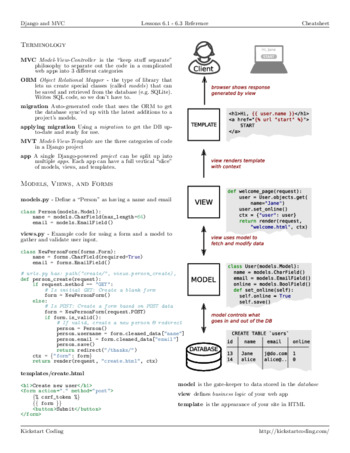 Django and MVC
Lessons 6.1 - 6.3 Reference
Cheatsheet
Terminology
MVC Model-View-Controller is the "keep stuff separate"
philosophy to separate out the code in a complicated
web apps into 3 different categories
ORM Object Relational Mapper - the type of library that
lets us create special classes (called models) that can
be saved and retrieved from the database (e.g. SQLite).
Writes SQL code, so we don't have to.
migration Auto-generated code that uses the ORM to get
the database sync'ed up with the latest additions to a
project's models.
applying migration Using a migration to get the DB up-
to-date and ready for use.
MVT Model-View-Template are the three categories of code
in a Django project
app A single Django-powered project can be split up into
multiple apps. Each app can have a full vertical "slice"
of models, views, and templates.
Models, Views, and Forms
models.py - Define a "Person" as having a name and email
class Person(models.Model):
name = models.CharField(max_length=)
email = models.EmailField()
views.py - Example code for using a form and a model to
gather and validate user input.
class NewPersonForm(forms.Form):
name = forms.CharField(required=True)
email = forms.EmailField()
# urls.py has: path("create/", views.person_create),
def person_create(request):
if request.method == "GET":
# Is visiting: Create a blank form
form = NewPersonForm()
else:
# Is POST: Create a form based on POST data
form = NewPersonForm(request.POST)
if form.is_valid():
# If valid, create a new person & redirect
person = Person()
person.username = form.cleaned_data["name"]
person.email = form.cleaned_data["email"]
person.save()
return redirect("/thanks/")
ctx = {"form": form}
return render(request, "create.html", ctx)
templates/create.html
<h1>Create new user</h1>
<form action="." method="post">
{% csrf_token %}
{{ form }}
<button>Submit</button>
</form>
Client
browser shows response
generated by view
TEMPLATE
<h1>Hi, {{ user.name }}</h1>
<a href="{% url "start" %}">
START
</a>
view renders template
with context
VIEW
def welcome_page(request):
user = User.objects.get(
name="Jane")
user.set_online()
ctx = {"user": user}
return render(request,
"welcome.html", ctx)
view uses model to
fetch and modify data
MODEL
class User(models.Model):
name = models.CharField()
email = models.EmailField()
online = models.BoolField()
def set_online(self):
self.online = True
self.save()
model controls what
goes in and out of the DB
DATABASE
CREATE TABLE `users`
id name email online
13 Jane j@do.com 1
14 alice alice@.. 0
model is the gate-keeper to data stored in the database
view defines business logic of your web app
template is the appearance of your site in HTML
Kickstart Coding
http://kickstartcoding.com/